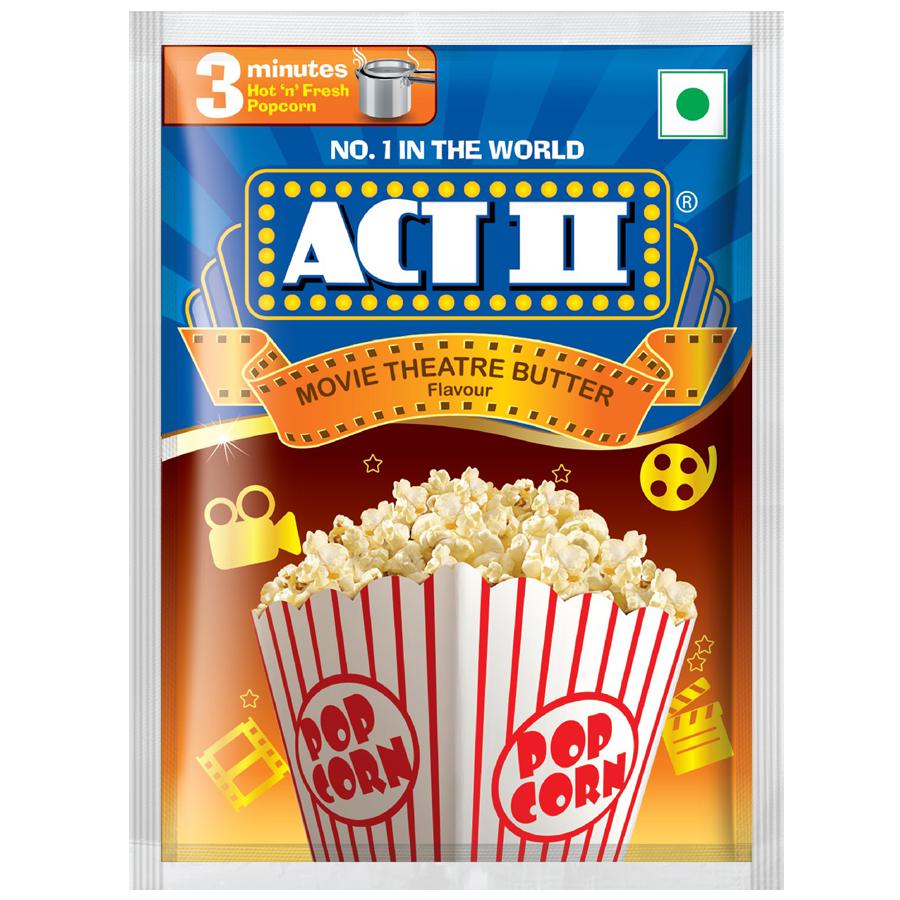 3 minutes
Hot 'n' Fresh
Popcorn
NO. 1 IN THE WORLD
ACT II ®
MOVIE THEATRE BUTTER
Flavour
POP
CORN
POP
CORN